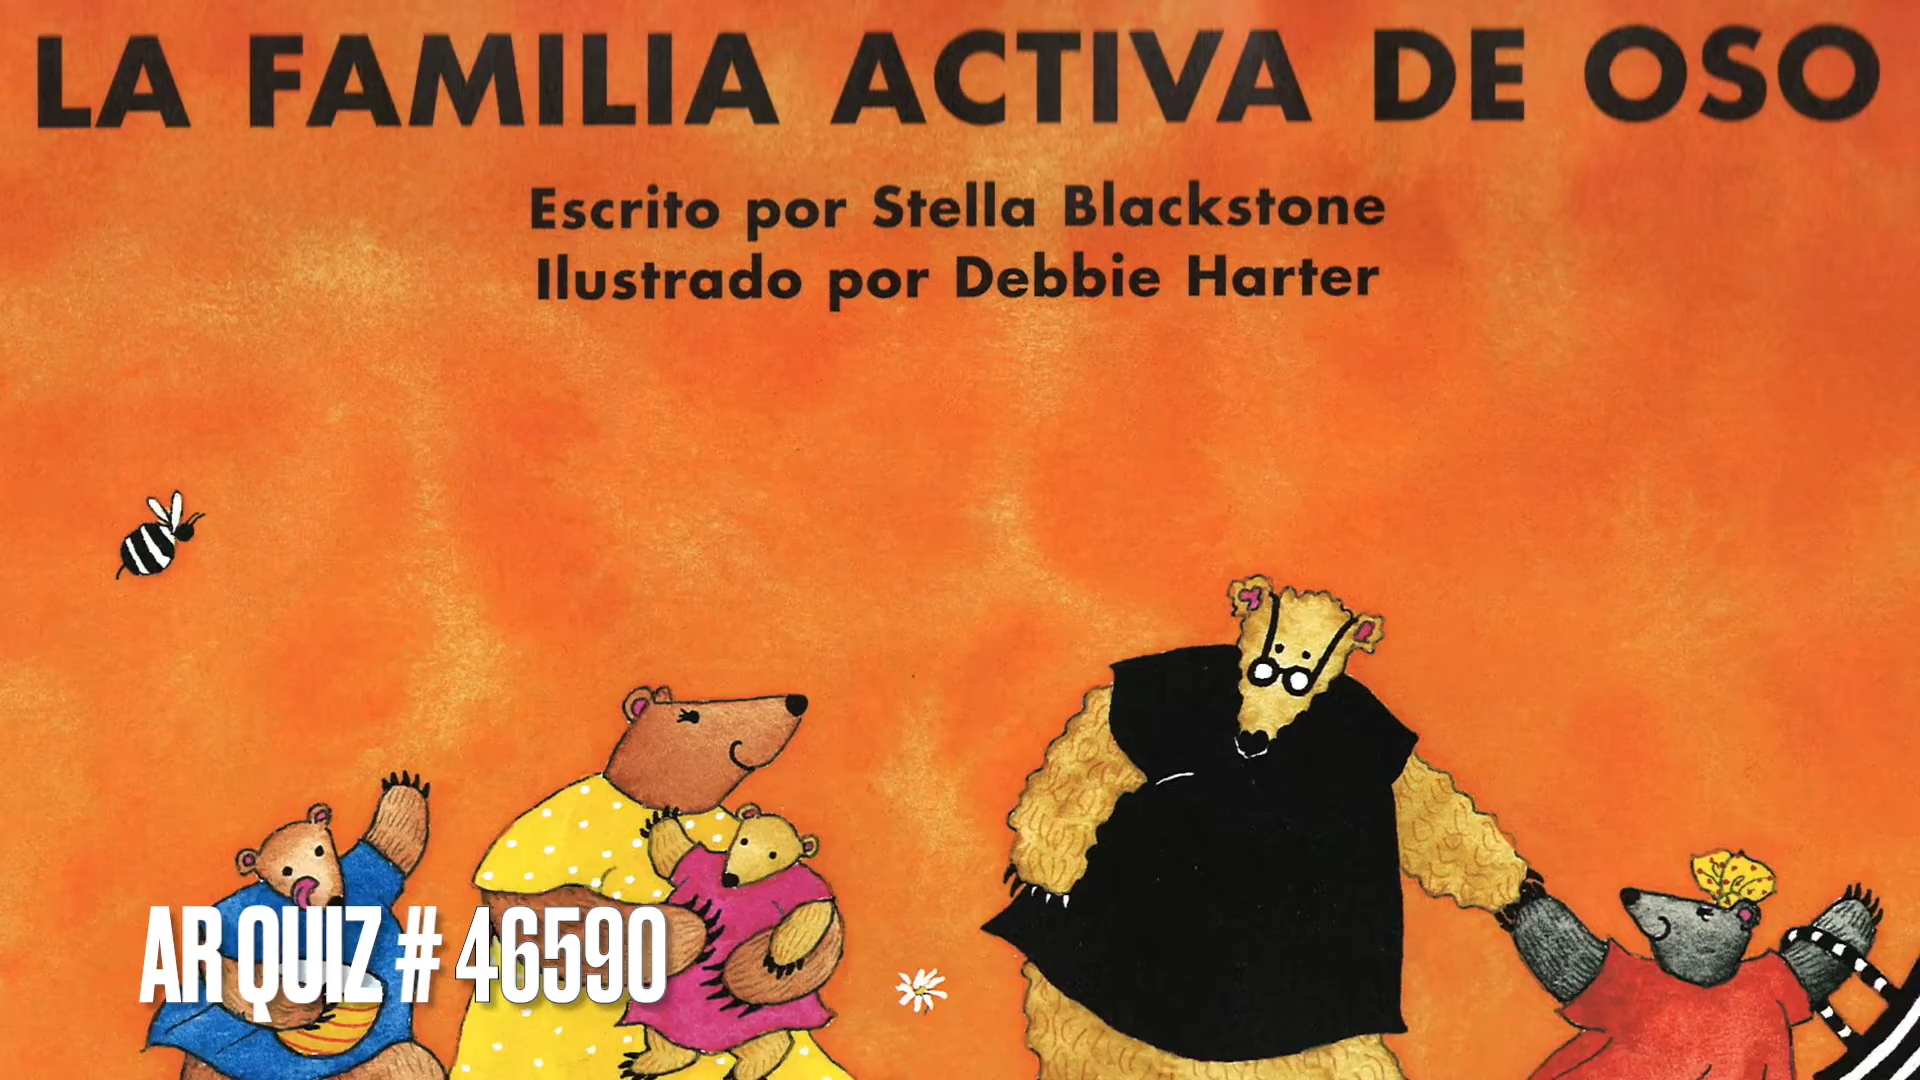 LA FAMILIA ACTIVA DE OSO
Escrito por Stella Blackstone
Ilustrado por Debbie Harter
AR QUIZ # 46590